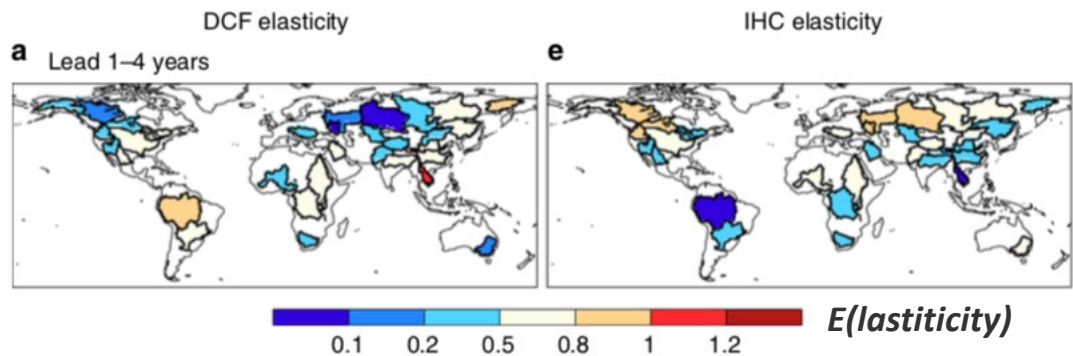 DCF elasticity
IHC elasticity
a
Lead 1–4 years
e
0.1 0.2 0.5 0.8 1 1.2
E(lastiticity)